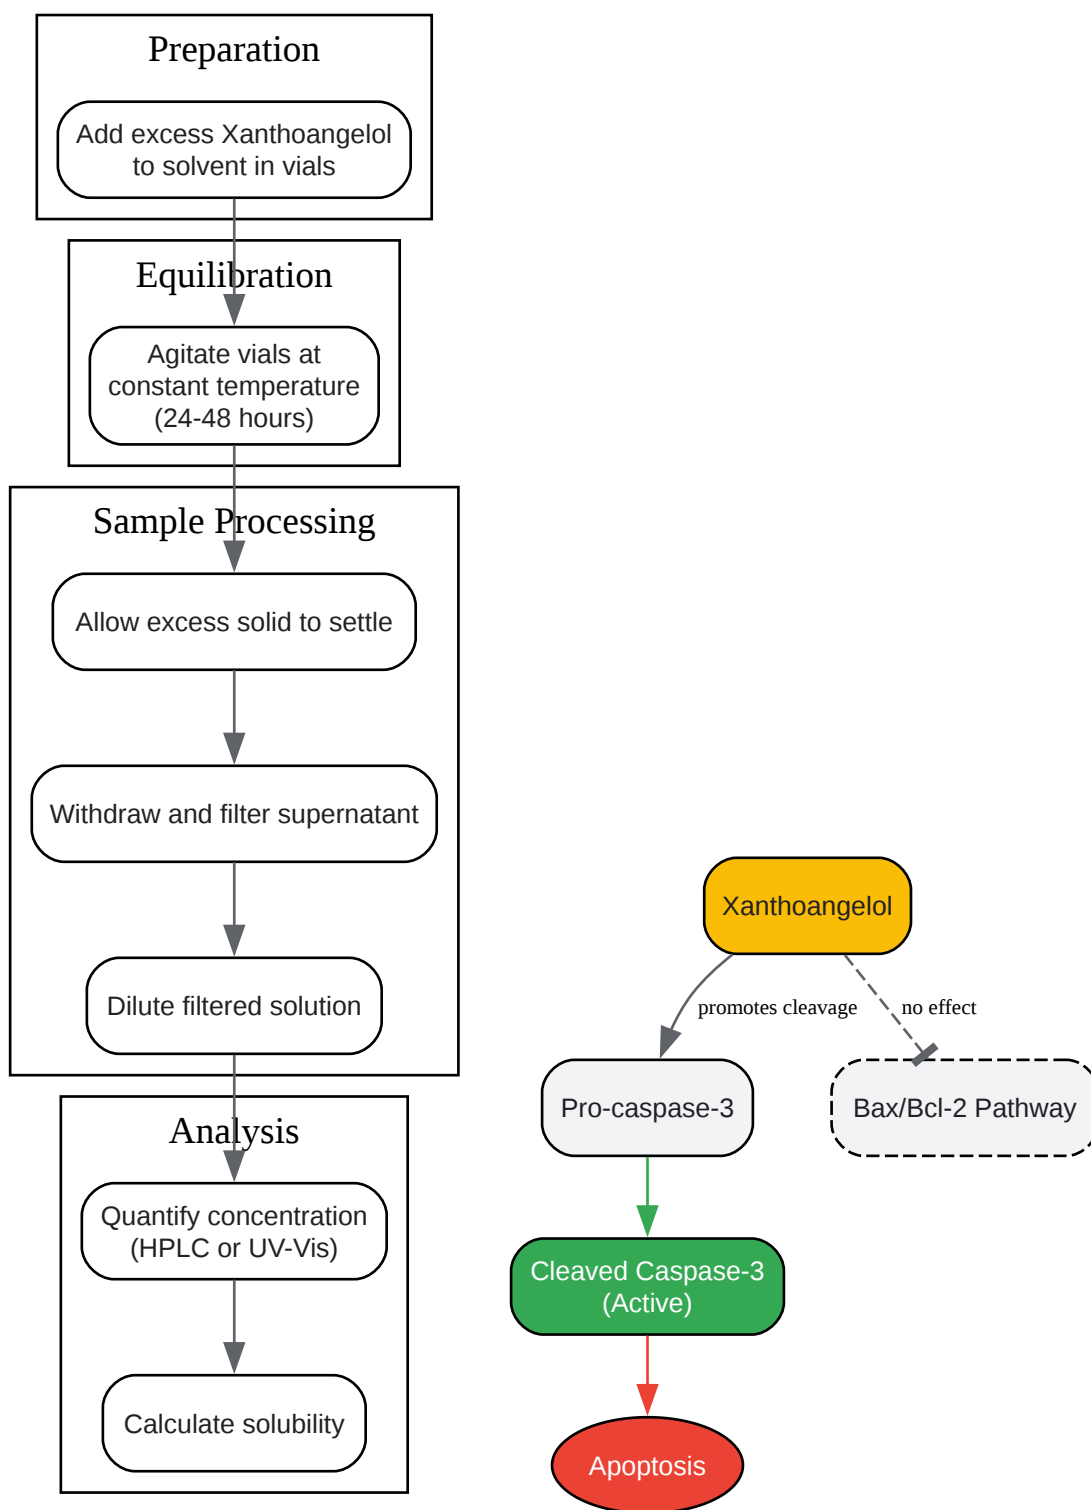 Preparation
Add excess Xanthoangelol
to solvent in vials
Equilibration
Agitate vials at
constant temperature
(24-48 hours)
Sample Processing
Allow excess solid to settle
Withdraw and filter supernatant
Dilute filtered solution
Analysis
Quantify concentration
(HPLC or UV-Vis)
Calculate solubility
Xanthoangelol
promotes cleavage
no effect
Pro-caspase-3
Bax/Bcl-2 Pathway
Cleaved Caspase-3
(Active)
Apoptosis